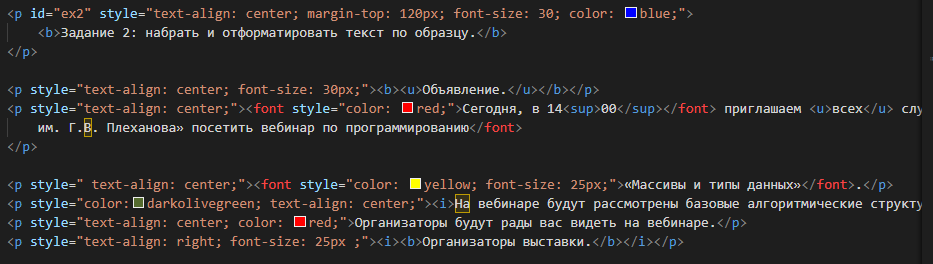 <p id="ex2" style="text-align: center; margin-top: 120px; font-size: 30; color: blue;">
<b>Задание 2: набрать и отформатировать текст по образцу.</b>
</p>
<p style="text-align: center; font-size: 30px;"><b><u>Объявление.</u></b></p>
<p style="text-align: center;"><font style="color: red;">Сегодня, в 14<sup>00</sup></font> приглашаем <u>всех</u> слу
им. Г.В. Плеханова» посетить вебинар по программированию</font>
</p>
<p style=" text-align: center;"><font style="color: yellow; font-size: 25px;">«Массивы и типы данных»</font>.</p>
<p style="color: darkolivegreen; text-align: center;"><i>На вебинаре будут рассмотрены базовые алгоритмические структу
<p style="text-align: center; color: red;">Организаторы будут рады вас видеть на вебинаре.</p>
<p style="text-align: right; font-size: 25px ;"><i><b>Организаторы выставки.</b></i></p>